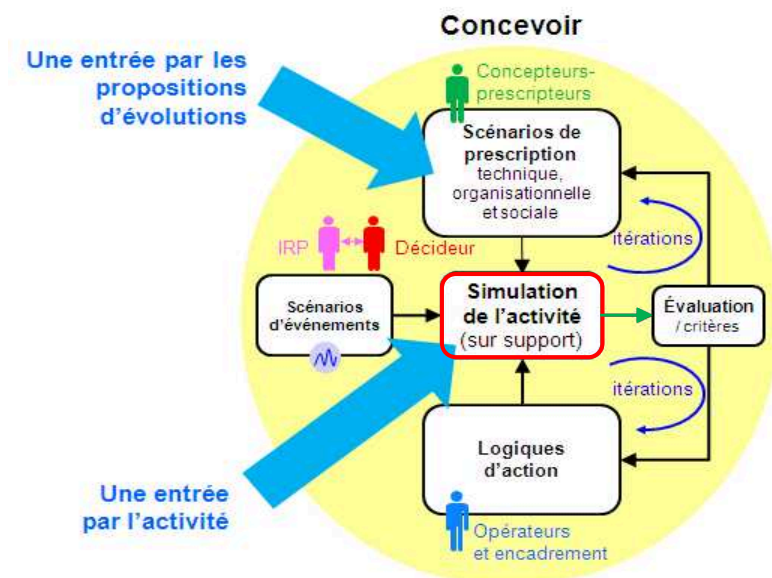 Concevoir
Une entrée par les
propositions
d'évolutions
Concepteurs-
prescripteurs
Scénarios de
prescription
technique,
organisationnelle
et sociale
itérations
IRP
Décideur
Scénarios
d'événements
Simulation
de l'activité
(sur support)
Évaluation
/ critères
itérations
Logiques
d'action
Une entrée
par l'activité
Opérateurs
et encadrement